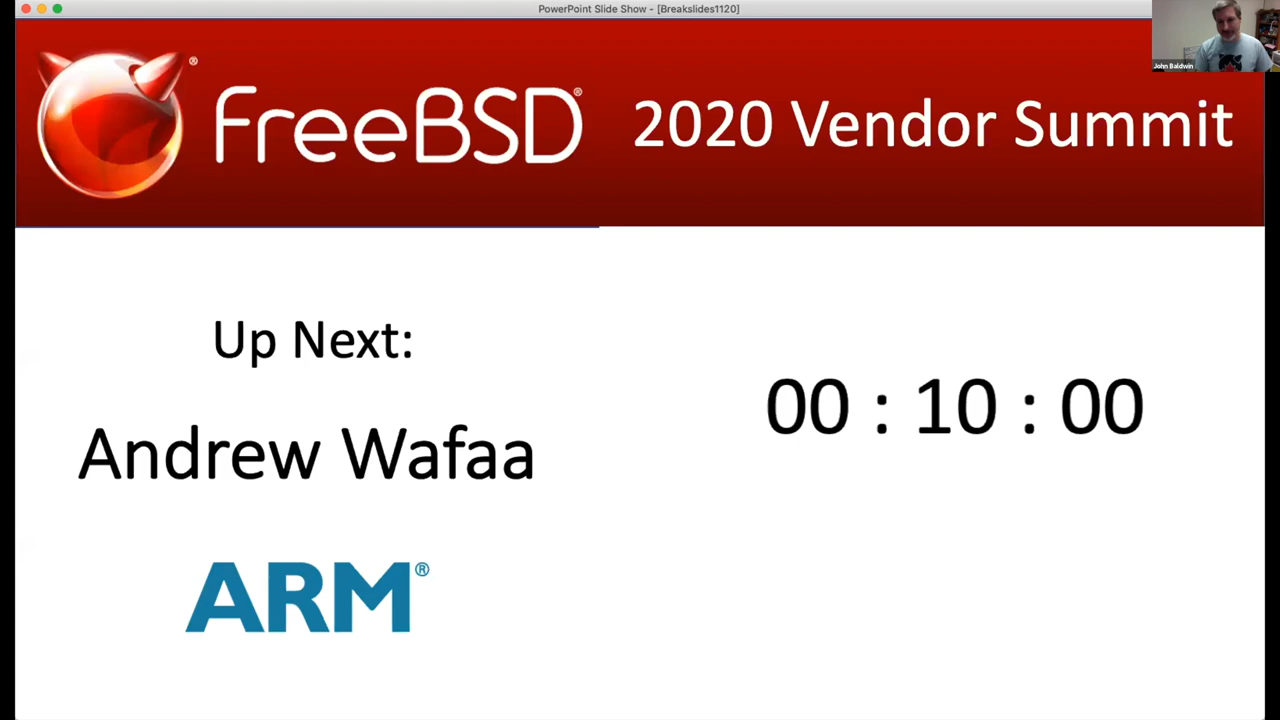 PowerPoint Slide Show - [Breakslides1120]
John Baldwin
FreeBSD® 2020 Vendor Summit
®
Up Next:
Andrew Wafaa
00 : 10 : 00
ARM®